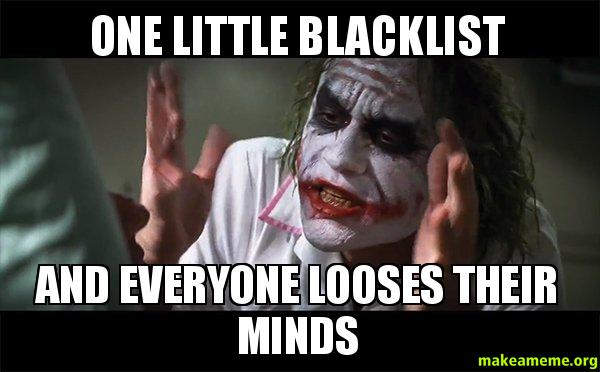 ONE LITTLE BLACKLIST
AND EVERYONE LOOSES THEIR
MINDS
makeameme.org